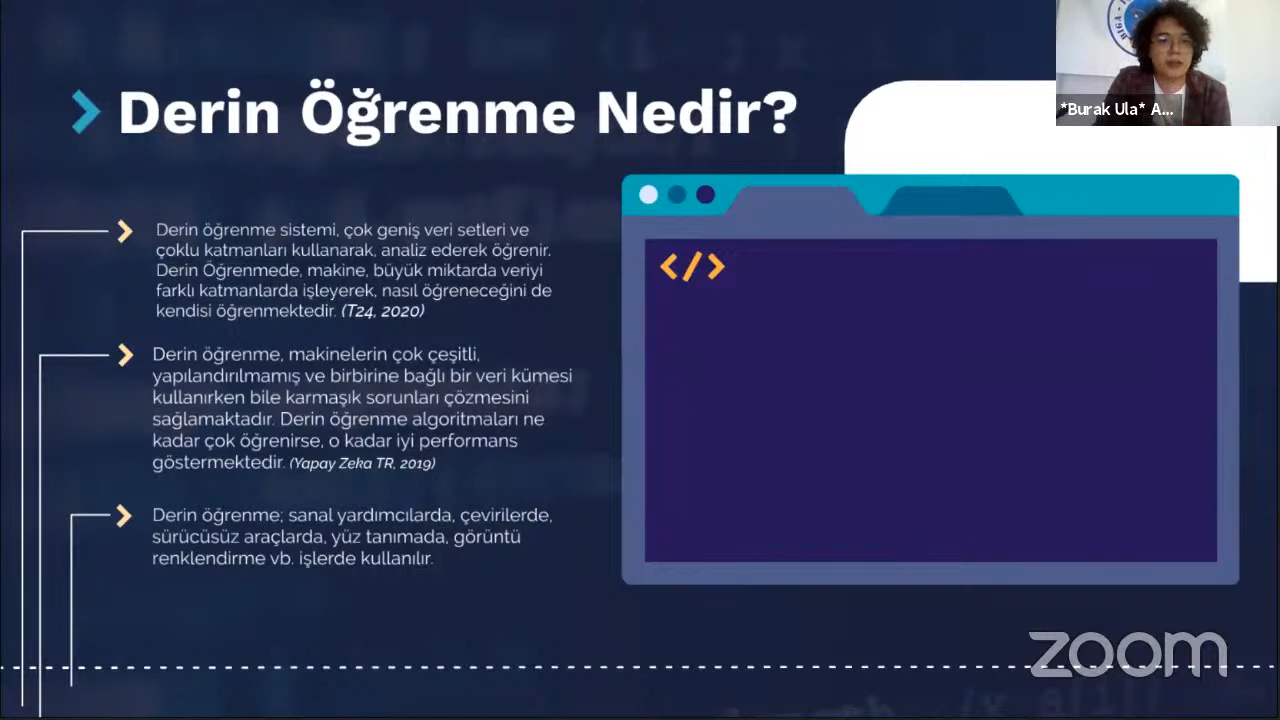 Derin Öğrenme Nedir?
*Burak Ula* A...
Derin öğrenme sistemi, çok geniş veri setleri ve
çoklu katmanları kullanarak, analiz ederek öğrenir.
Derin Öğrenmede, makine, büyük miktarda veriyi
farklı katmanlarda işleyerek, nasıl öğreneceğini de
kendisi öğrenmektedir. (T24, 2020)
Derin öğrenme, makinelerin çok çeşitli,
yapılandırılmamış ve birbirine bağlı bir veri kümesi
kullanırken bile karmaşık sorunları çözmesini
sağlamaktadır. Derin öğrenme algoritmaları ne
kadar çok öğrenirse, o kadar iyi performans
göstermektedir. (Yapay Zeka TR, 2019)
Derin öğrenme; sanal yardımcılarda, çevirilerde,
sürücüsüz araçlarda, yüz tanımada, görüntü
renklendirme vb. işlerde kullanılır.
</>
zoom